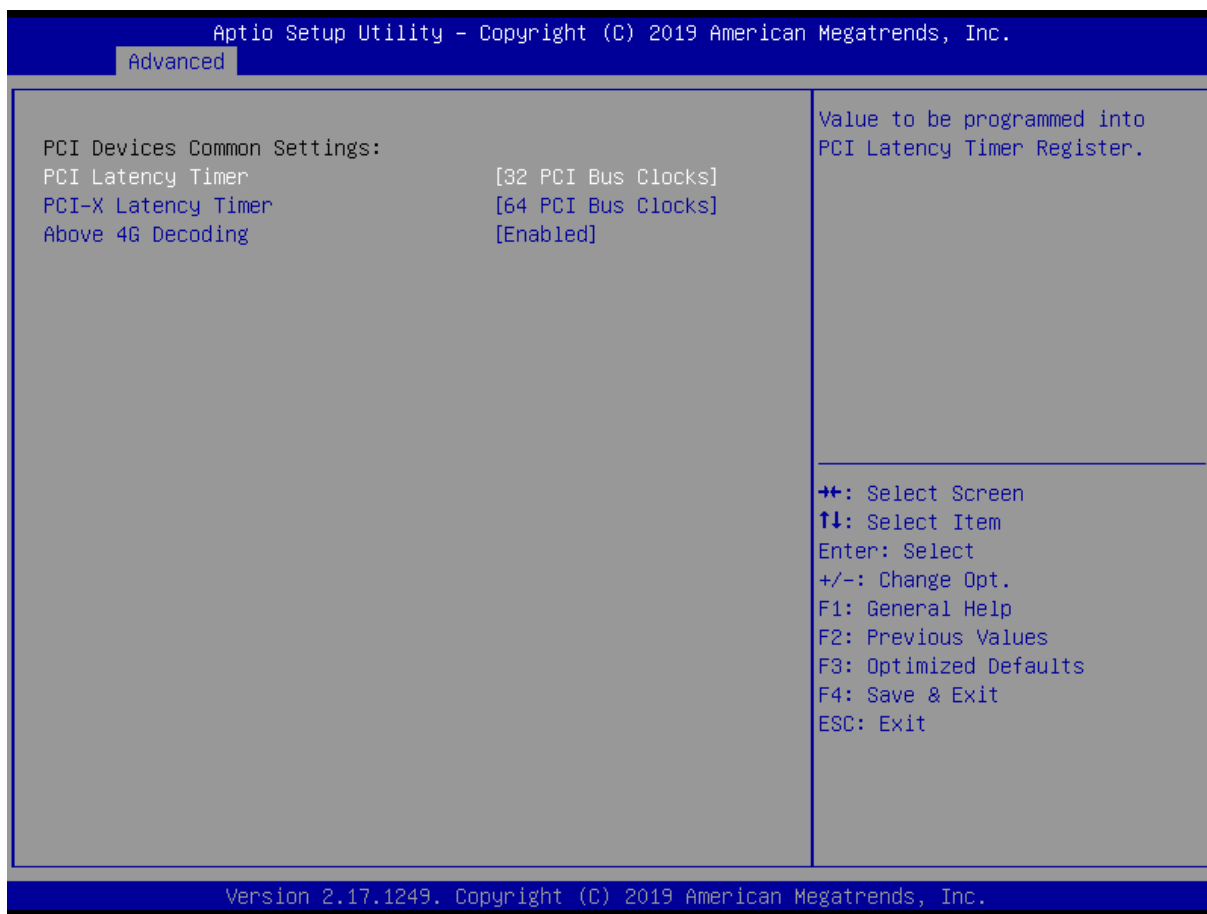 Aptio Setup Utility – Copyright (C) 2019 American Megatrends, Inc.
Advanced
PCI Devices Common Settings:
PCI Latency Timer [32 PCI Bus Clocks]
PCI-X Latency Timer [64 PCI Bus Clocks]
Above 4G Decoding [Enabled]
Value to be programmed into
PCI Latency Timer Register.
→←: Select Screen
↑↓: Select Item
Enter: Select
+/-: Change Opt.
F1: General Help
F2: Previous Values
F3: Optimized Defaults
F4: Save & Exit
ESC: Exit
Version 2.17.1249. Copyright (C) 2019 American Megatrends, Inc.